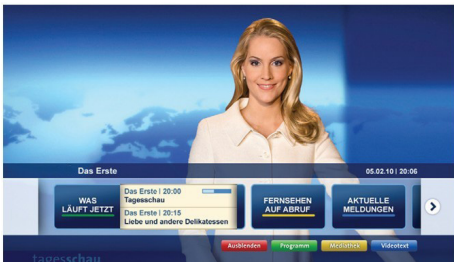 Das Erste
05.02.10 | 20:06
WAS
LÄUFT JETZT
Das Erste | 20:00
Tagesschau
Das Erste | 20:15
Liebe und andere Delikatessen
FERNSEHEN
AUF ABRUF
AKTUELLE
MELDUNGEN
Ausblenden
Programm
Mediathek
Videotext
tagesschau